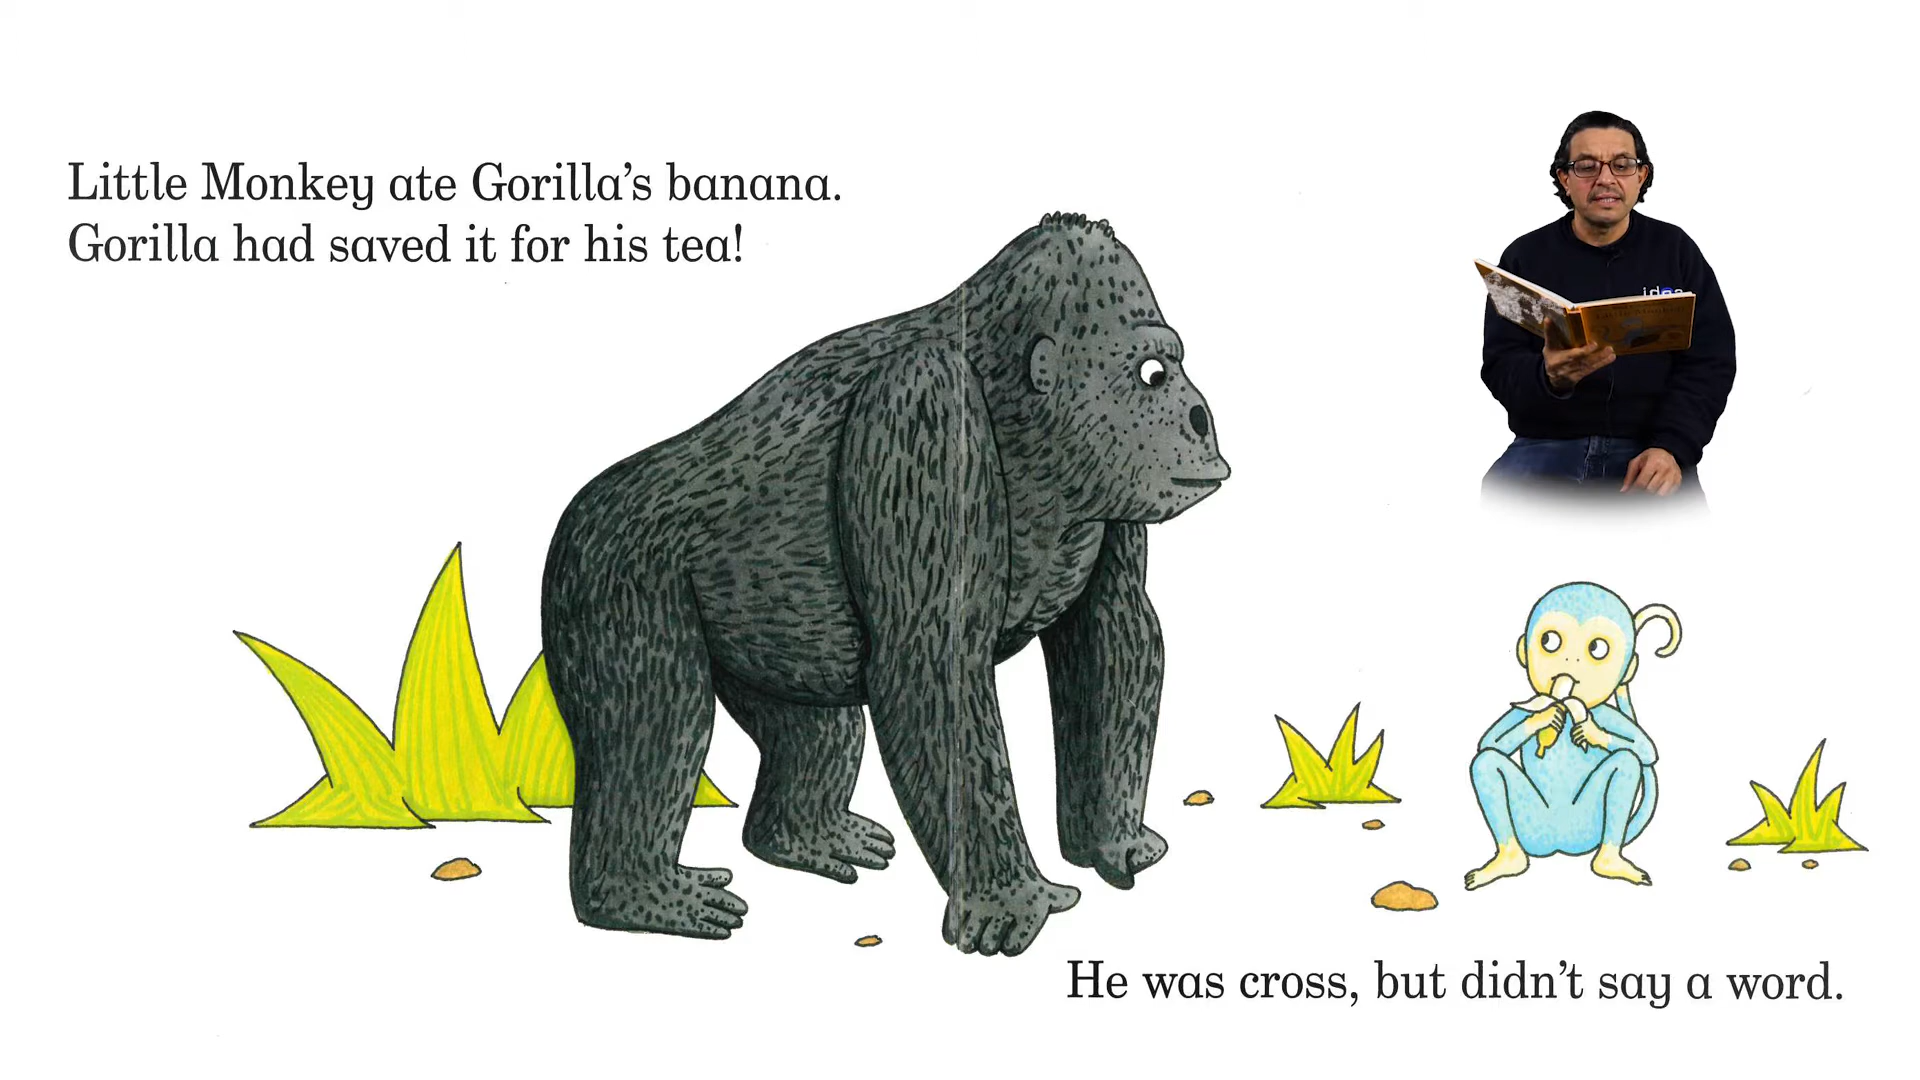 Little Monkey ate Gorilla's banana.
Gorilla had saved it for his tea!
idea
He was cross, but didn't say a word.